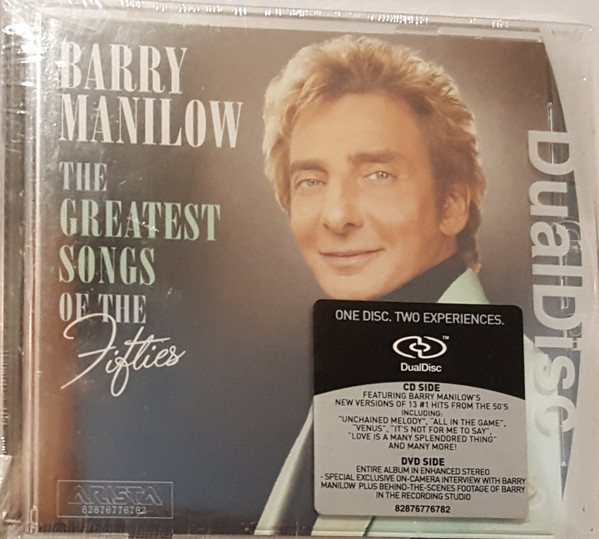 BARRY
MANILOW
THE
GREATEST
SONGS
OF THE
Fifties
DualDisc
ONE DISC. TWO EXPERIENCES.
TM
DualDisc
CD SIDE
FEATURING BARRY MANILOW'S
NEW VERSIONS OF 13 #1 HITS FROM THE 50'S
INCLUDING:
"UNCHAINED MELODY", "ALL IN THE GAME",
"VENUS", "IT'S NOT FOR ME TO SAY",
"LOVE IS A MANY SPLENDORED THING"
AND MANY MORE!
DVD SIDE
ENTIRE ALBUM IN ENHANCED STEREO
- SPECIAL EXCLUSIVE ON-CAMERA INTERVIEW WITH BARRY
MANILOW PLUS BEHIND-THE-SCENES FOOTAGE OF BARRY
IN THE RECORDING STUDIO
82876776782
ARISTA
82876776782